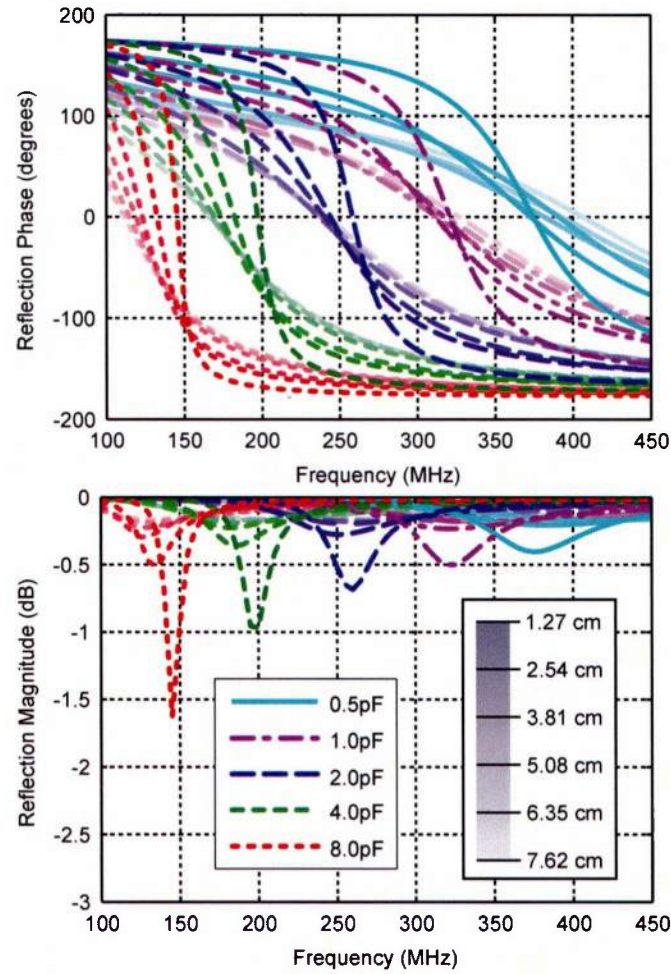 200
100
0
-100
-200
Reflection Phase (degrees)
100 150 200 250 300 350 400 450
Frequency (MHz)
0
-0.5
-1
-1.5
-2
-2.5
-3
Reflection Magnitude (dB)
0.5pF
1.0pF
2.0pF
4.0pF
8.0pF
1.27 cm
2.54 cm
3.81 cm
5.08 cm
6.35 cm
7.62 cm
100 150 200 250 300 350 400 450
Frequency (MHz)